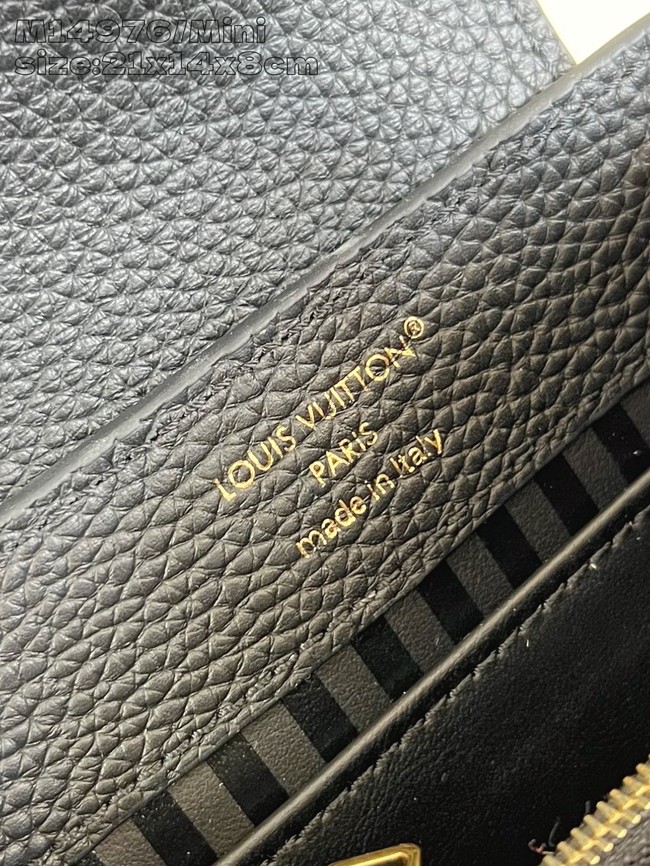 M14976/Mini
size:21x14x8cm
LOUIS VUITTON®
PARIS
made in Italy